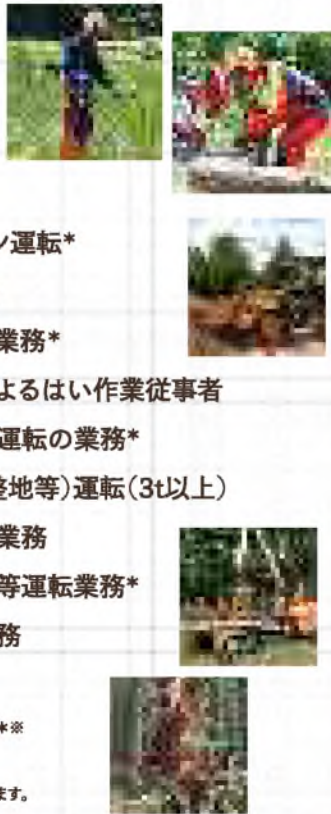 ン運転*
業務*
よるはい作業従事者
運転の業務*
整地等)運転(3t以上)
業務
等運転業務*
務
*※
ます。